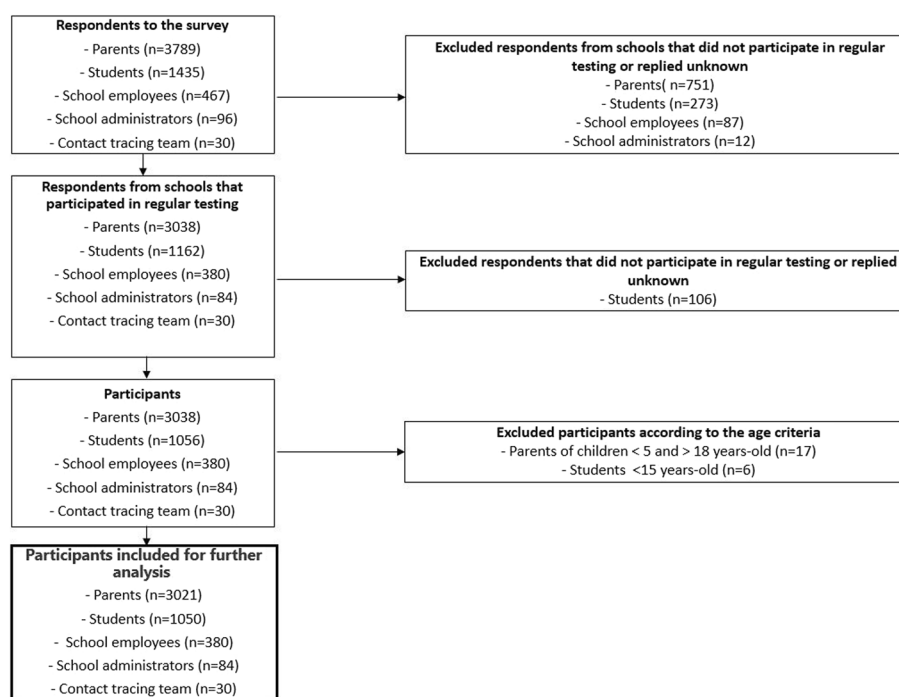 Respondents to the survey
- Parents (n=3789)
- Students (n=1435)
- School employees (n=467)
- School administrators (n=96)
- Contact tracing team (n=30)
Excluded respondents from schools that did not participate in regular
testing or replied unknown
- Parents( n=751)
- Students (n=273)
- School employees (n=87)
- School administrators (n=12)
Respondents from schools that
participated in regular testing
- Parents (n=3038)
- Students (n=1162)
- School employees (n=380)
- School administrators (n=84)
- Contact tracing team (n=30)
Excluded respondents that did not participate in regular testing or replied
unknown
- Students (n=106)
Participants
- Parents (n=3038)
- Students (n=1056)
- School employees (n=380)
- School administrators (n=84)
- Contact tracing team (n=30)
Excluded participants according to the age criteria
- Parents of children < 5 and > 18 years-old (n=17)
- Students <15 years-old (n=6)
Participants included for further
analysis
- Parents (n=3021)
- Students (n=1050)
- School employees (n=380)
- School administrators (n=84)
- Contact tracing team (n=30)